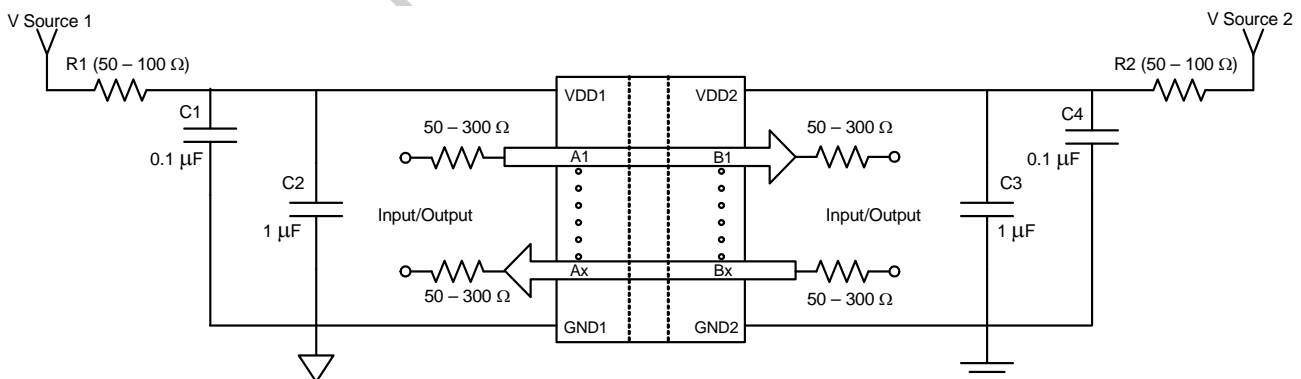 V Source 1
V Source 2
R1 (50 – 100 Ω)
R2 (50 – 100 Ω)
VDD1
VDD2
C1
C4
50 – 300 Ω
50 – 300 Ω
0.1 μF
A1
B1
0.1 μF
C2
C3
Input/Output
Input/Output
1 μF
1 μF
Ax
Bx
50 – 300 Ω
50 – 300 Ω
GND1
GND2